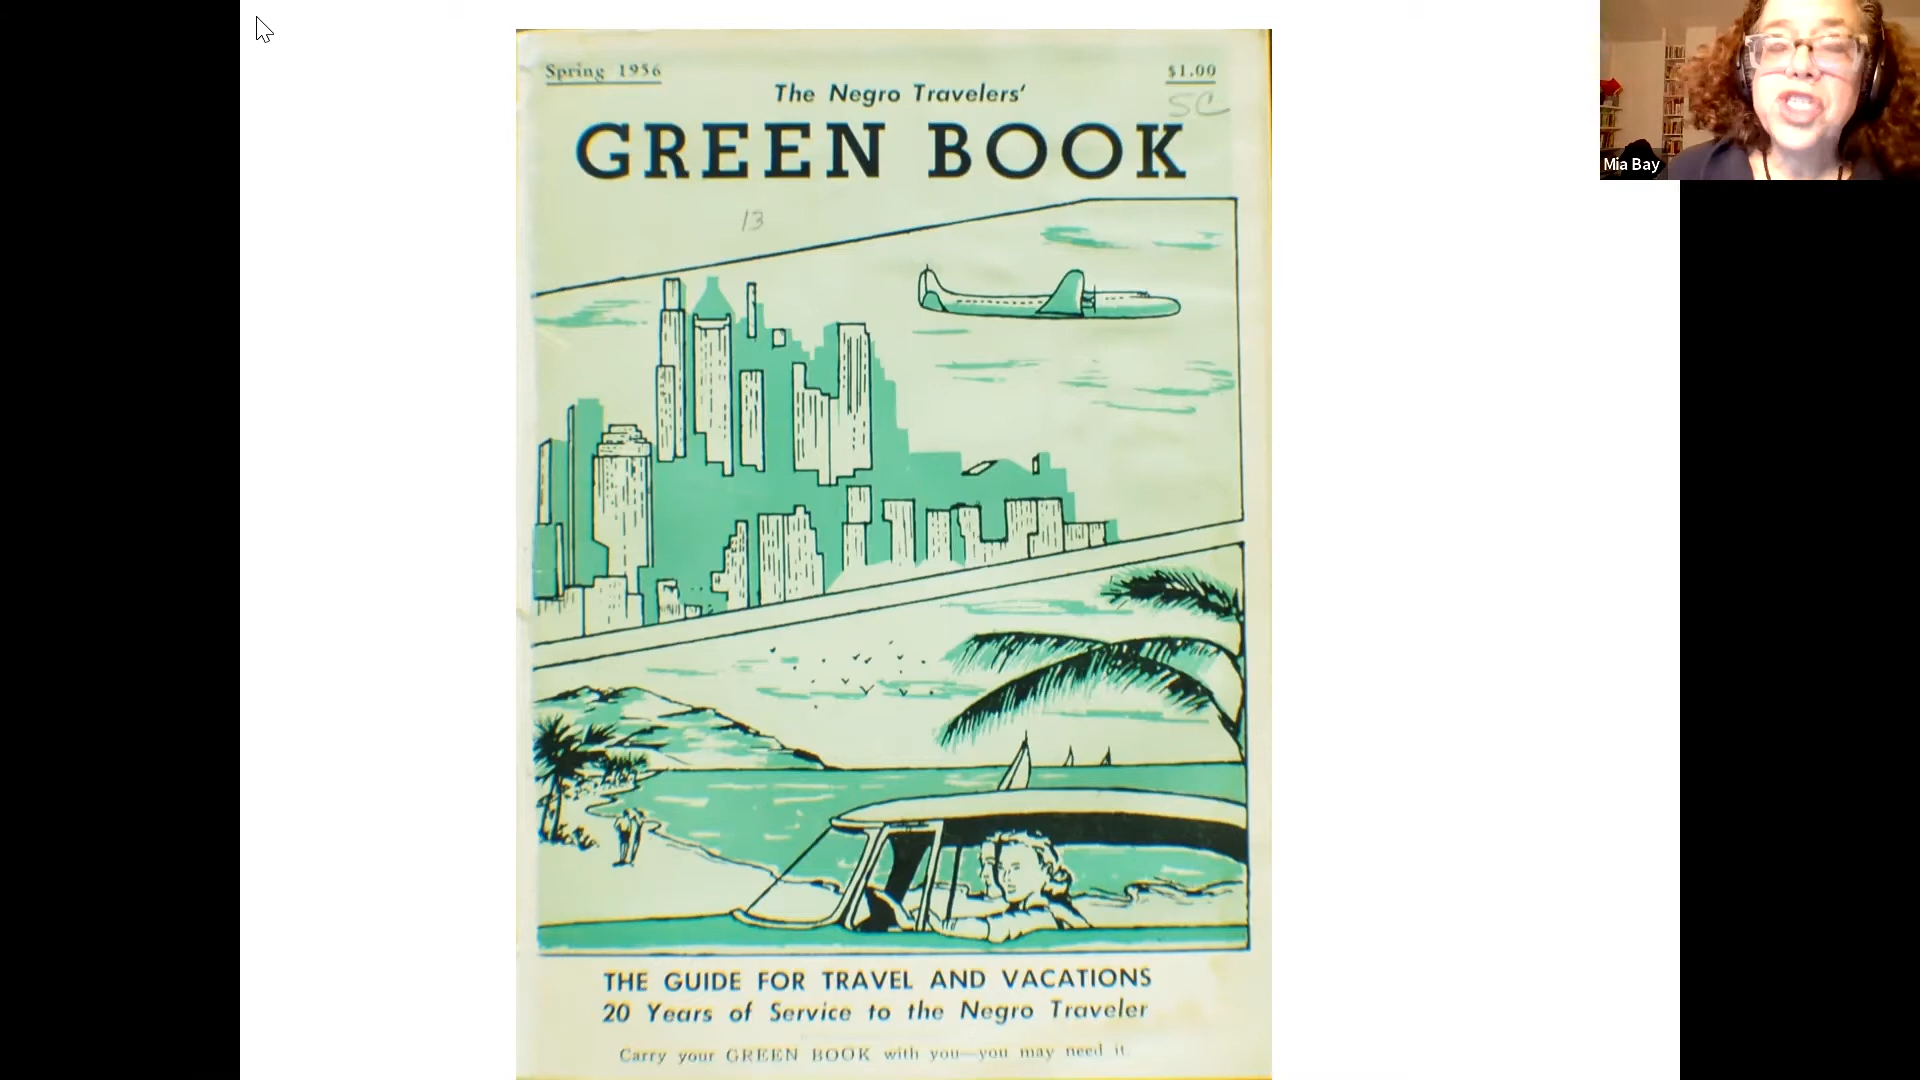 Spring 1956
$1.00
The Negro Travelers'
SC
GREEN BOOK
13
THE GUIDE FOR TRAVEL AND VACATIONS
20 Years of Service to the Negro Traveler
Carry your GREEN BOOK with you—you may need it.
Mia Bay